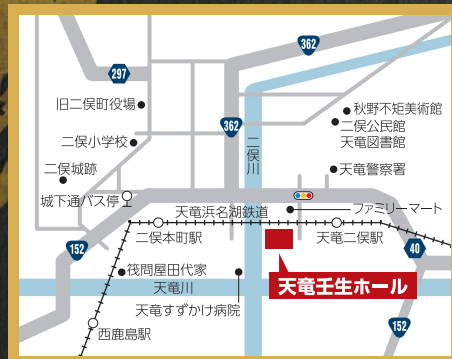 362
297
旧二俣町役場
秋野不矩美術館
362
二俣公民館
天竜図書館
二俣小学校
二俣川
二俣城跡
天竜警察署
城下通バス停
天竜浜名湖鉄道
ファミリーマート
二俣本町駅
天竜二俣駅
152
40
筏問屋田代家
天竜川
天竜壬生ホール
天竜すずかけ病院
西鹿島駅
152